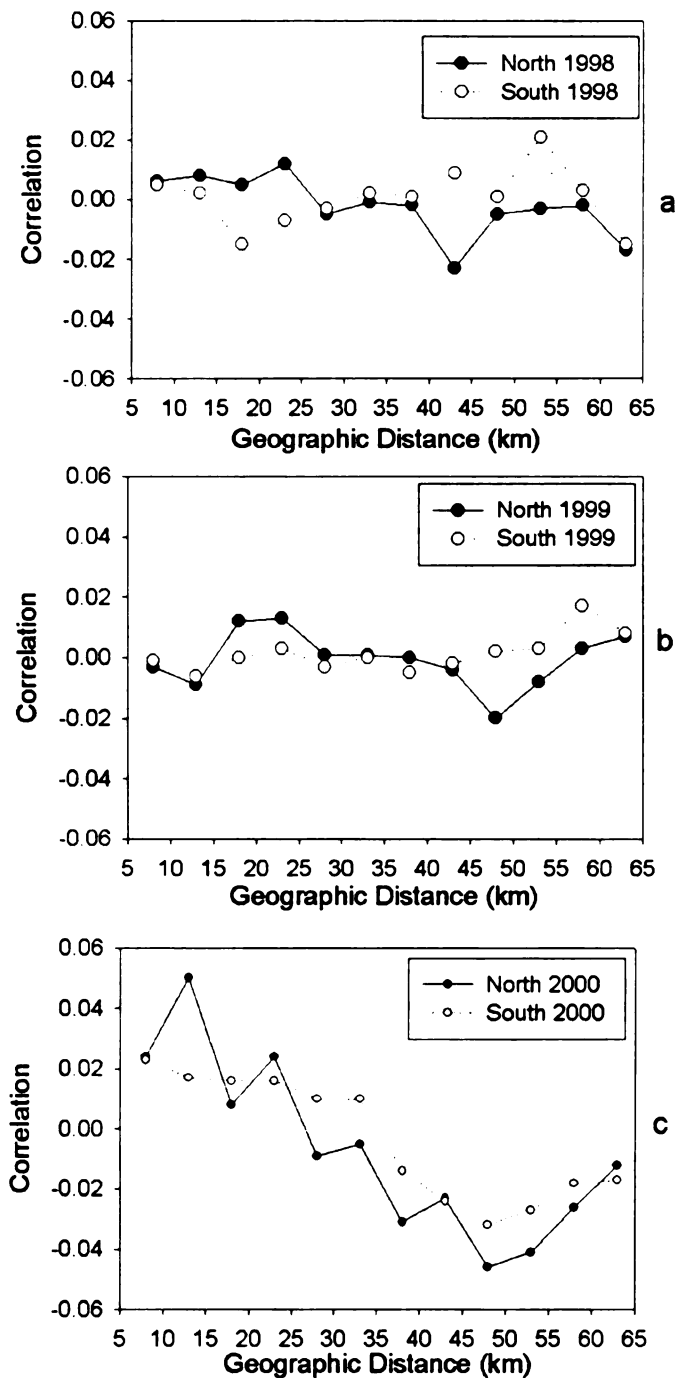 0.06
0.04
0.02
0.00
-0.02
-0.04
-0.06
Correlation
North 1998
South 1998
a
5 10 15 20 25 30 35 40 45 50 55 60 65
Geographic Distance (km)
0.06
0.04
0.02
0.00
-0.02
-0.04
-0.06
Correlation
North 1999
South 1999
b
5 10 15 20 25 30 35 40 45 50 55 60 65
Geographic Distance (km)
0.06
0.04
0.02
0.00
-0.02
-0.04
-0.06
Correlation
North 2000
South 2000
c
5 10 15 20 25 30 35 40 45 50 55 60 65
Geographic Distance (km)